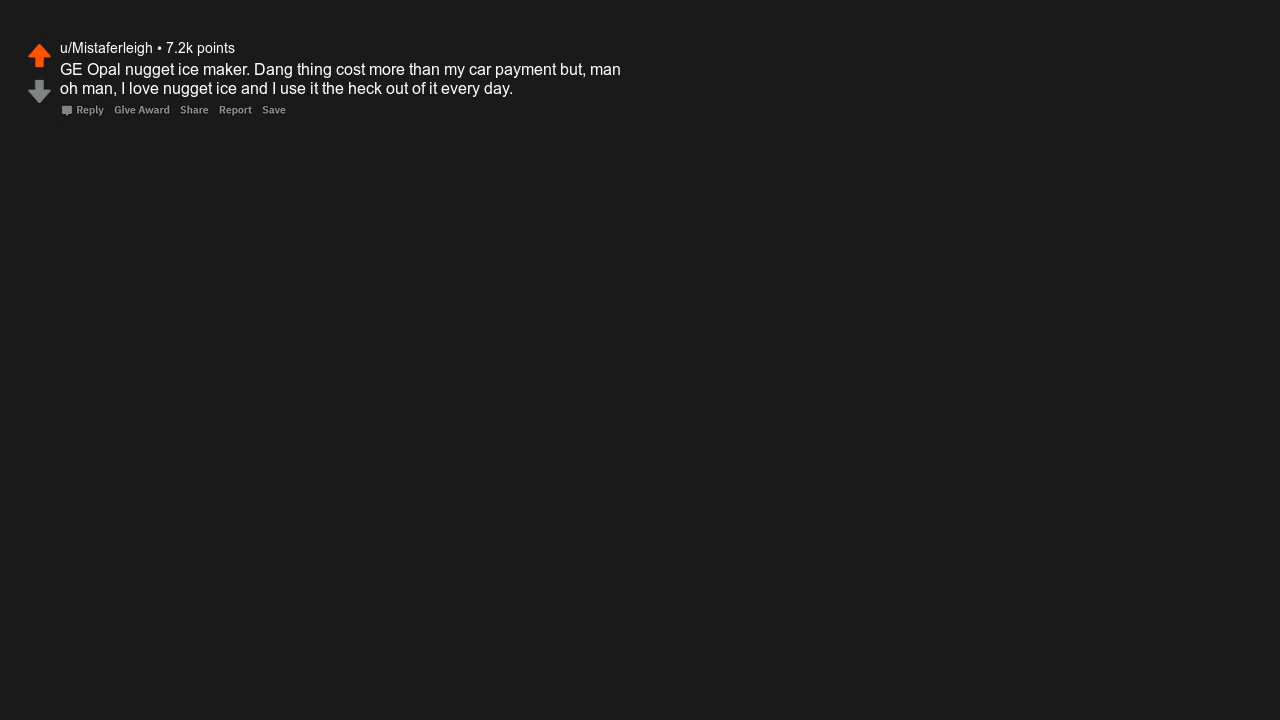 u/Mistaferleigh • 7.2k points
GE Opal nugget ice maker. Dang thing cost more than my car payment but, man
oh man, I love nugget ice and I use it the heck out of it every day.
Reply Give Award Share Report Save